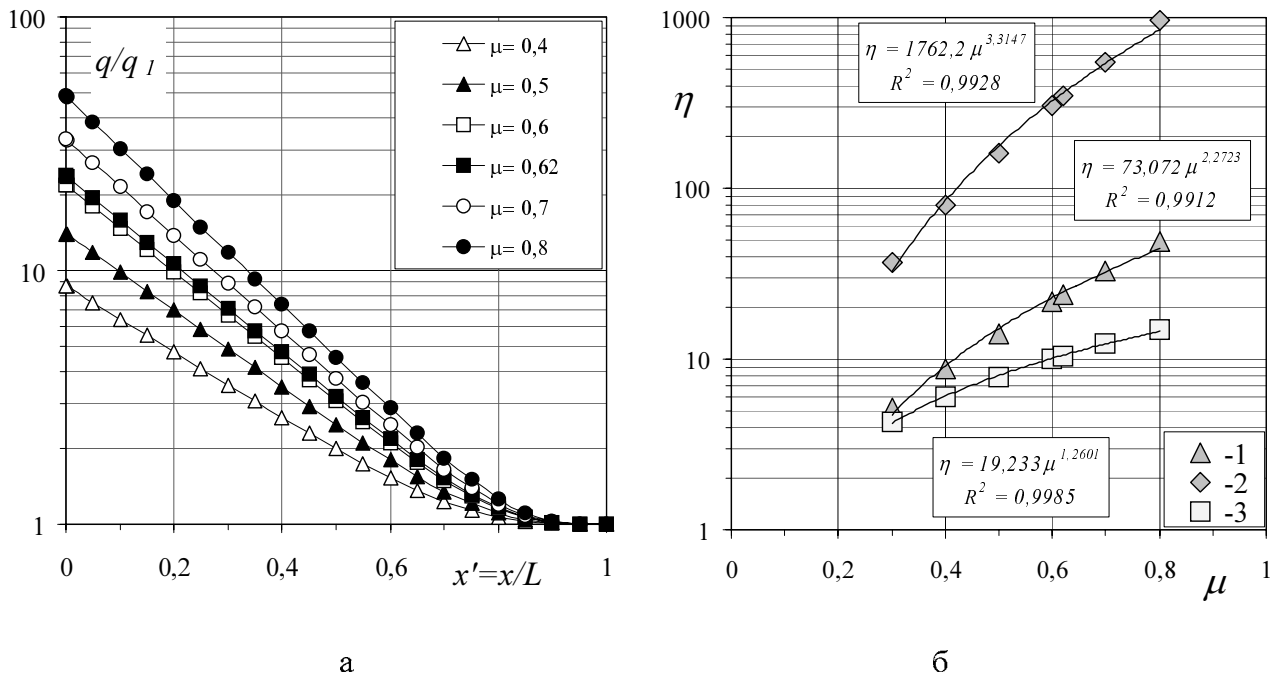 100
q/q 1
10
1
0
0,2
0,4
0,6
x'=x/L
1
μ= 0,4
μ= 0,5
μ= 0,6
μ= 0,62
μ= 0,7
μ= 0,8
а
1000
η
100
10
1
0
0,2
0,4
0,6
0,8
1
μ
η = 1762,2 μ^3,3147
R² = 0,9928
η = 73,072 μ^2,2723
R² = 0,9912
η = 19,233 μ^1,2601
R² = 0,9985
-1
-2
-3
б